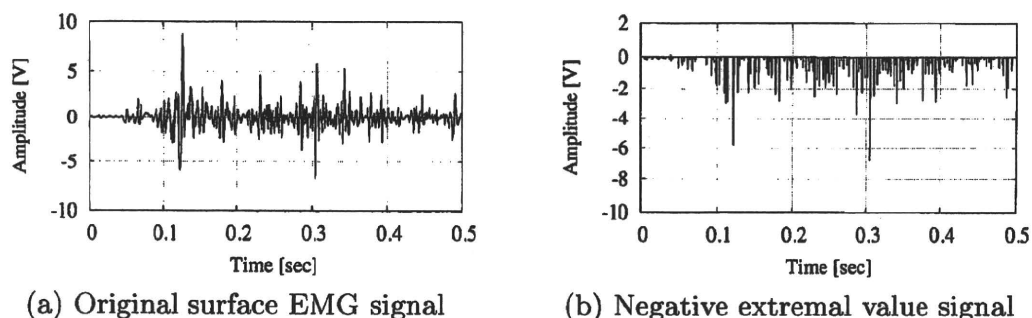 10
5
0
-5
-10
Amplitude [V]
0 0.1 0.2 0.3 0.4 0.5
Time [sec]
(a) Original surface EMG signal
2
0
-2
-4
-6
-8
-10
Amplitude [V]
0 0.1 0.2 0.3 0.4 0.5
Time [sec]
(b) Negative extremal value signal